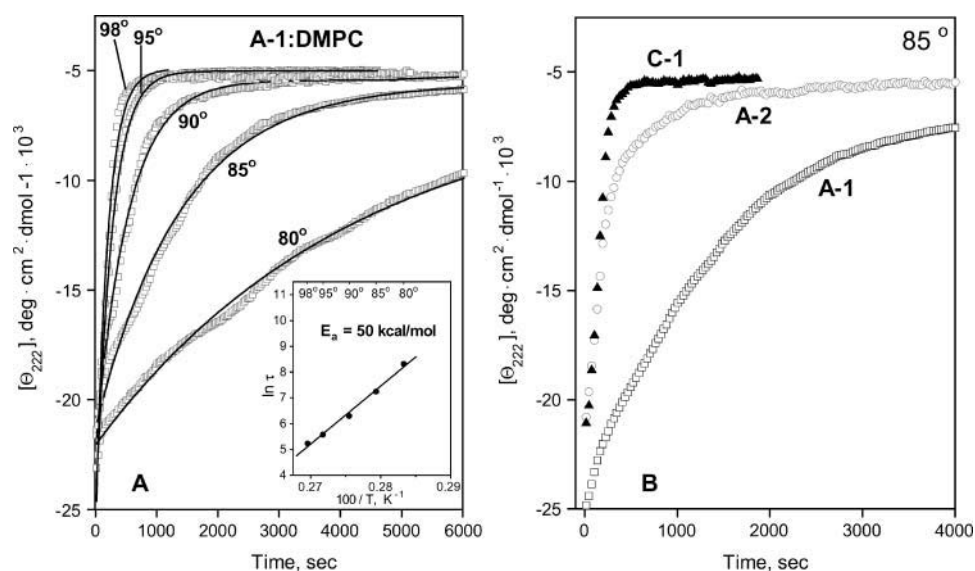 A-1:DMPC
98° 95°
90°
85°
80°
-5
-10
-15
-20
-25
[Θ222], deg · cm2 · dmol -1 · 10 3
0 1000 2000 3000 4000 5000 6000
Time, sec
A
98° 95° 90° 85° 80°
Ea = 50 kcal/mol
11
10
9
8
7
6
5
4
ln τ
0.27 0.28 0.29
100/T, K-1
85 o
C-1
A-2
A-1
-5
-10
-15
-20
-25
[Θ222], deg · cm2 · dmol-1 · 10 3
0 1000 2000 3000 4000
Time, sec
B